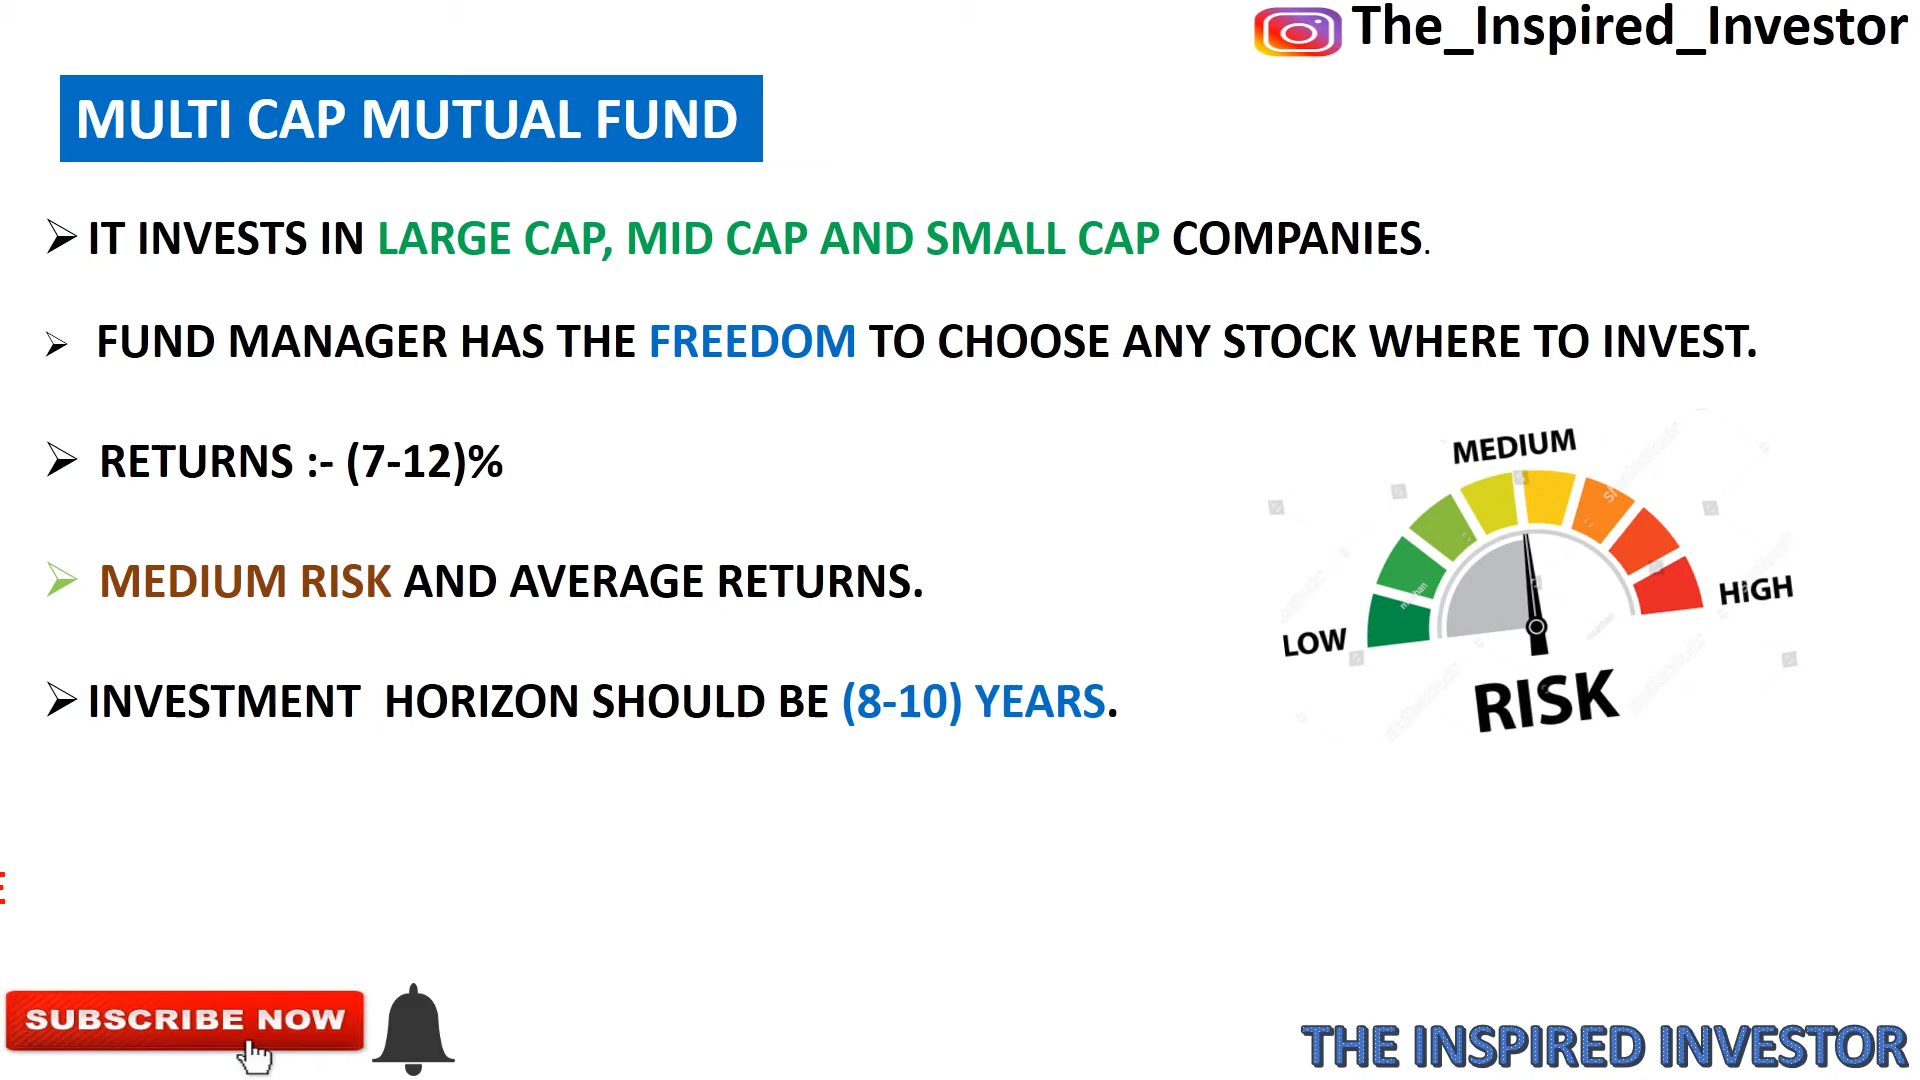 The_Inspired_Investor
MULTI CAP MUTUAL FUND
IT INVESTS IN LARGE CAP, MID CAP AND SMALL CAP COMPANIES.
FUND MANAGER HAS THE FREEDOM TO CHOOSE ANY STOCK WHERE TO INVEST.
RETURNS :- (7-12)%
MEDIUM RISK AND AVERAGE RETURNS.
INVESTMENT HORIZON SHOULD BE (8-10) YEARS.
MEDIUM
LOW
HIGH
RISK
SUBSCRIBE NOW
THE INSPIRED INVESTOR